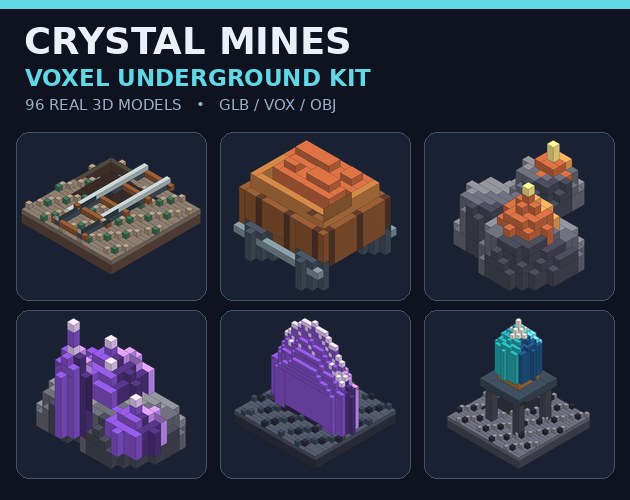 CRYSTAL MINES
VOXEL UNDERGROUND KIT
96 REAL 3D MODELS • GLB / VOX / OBJ